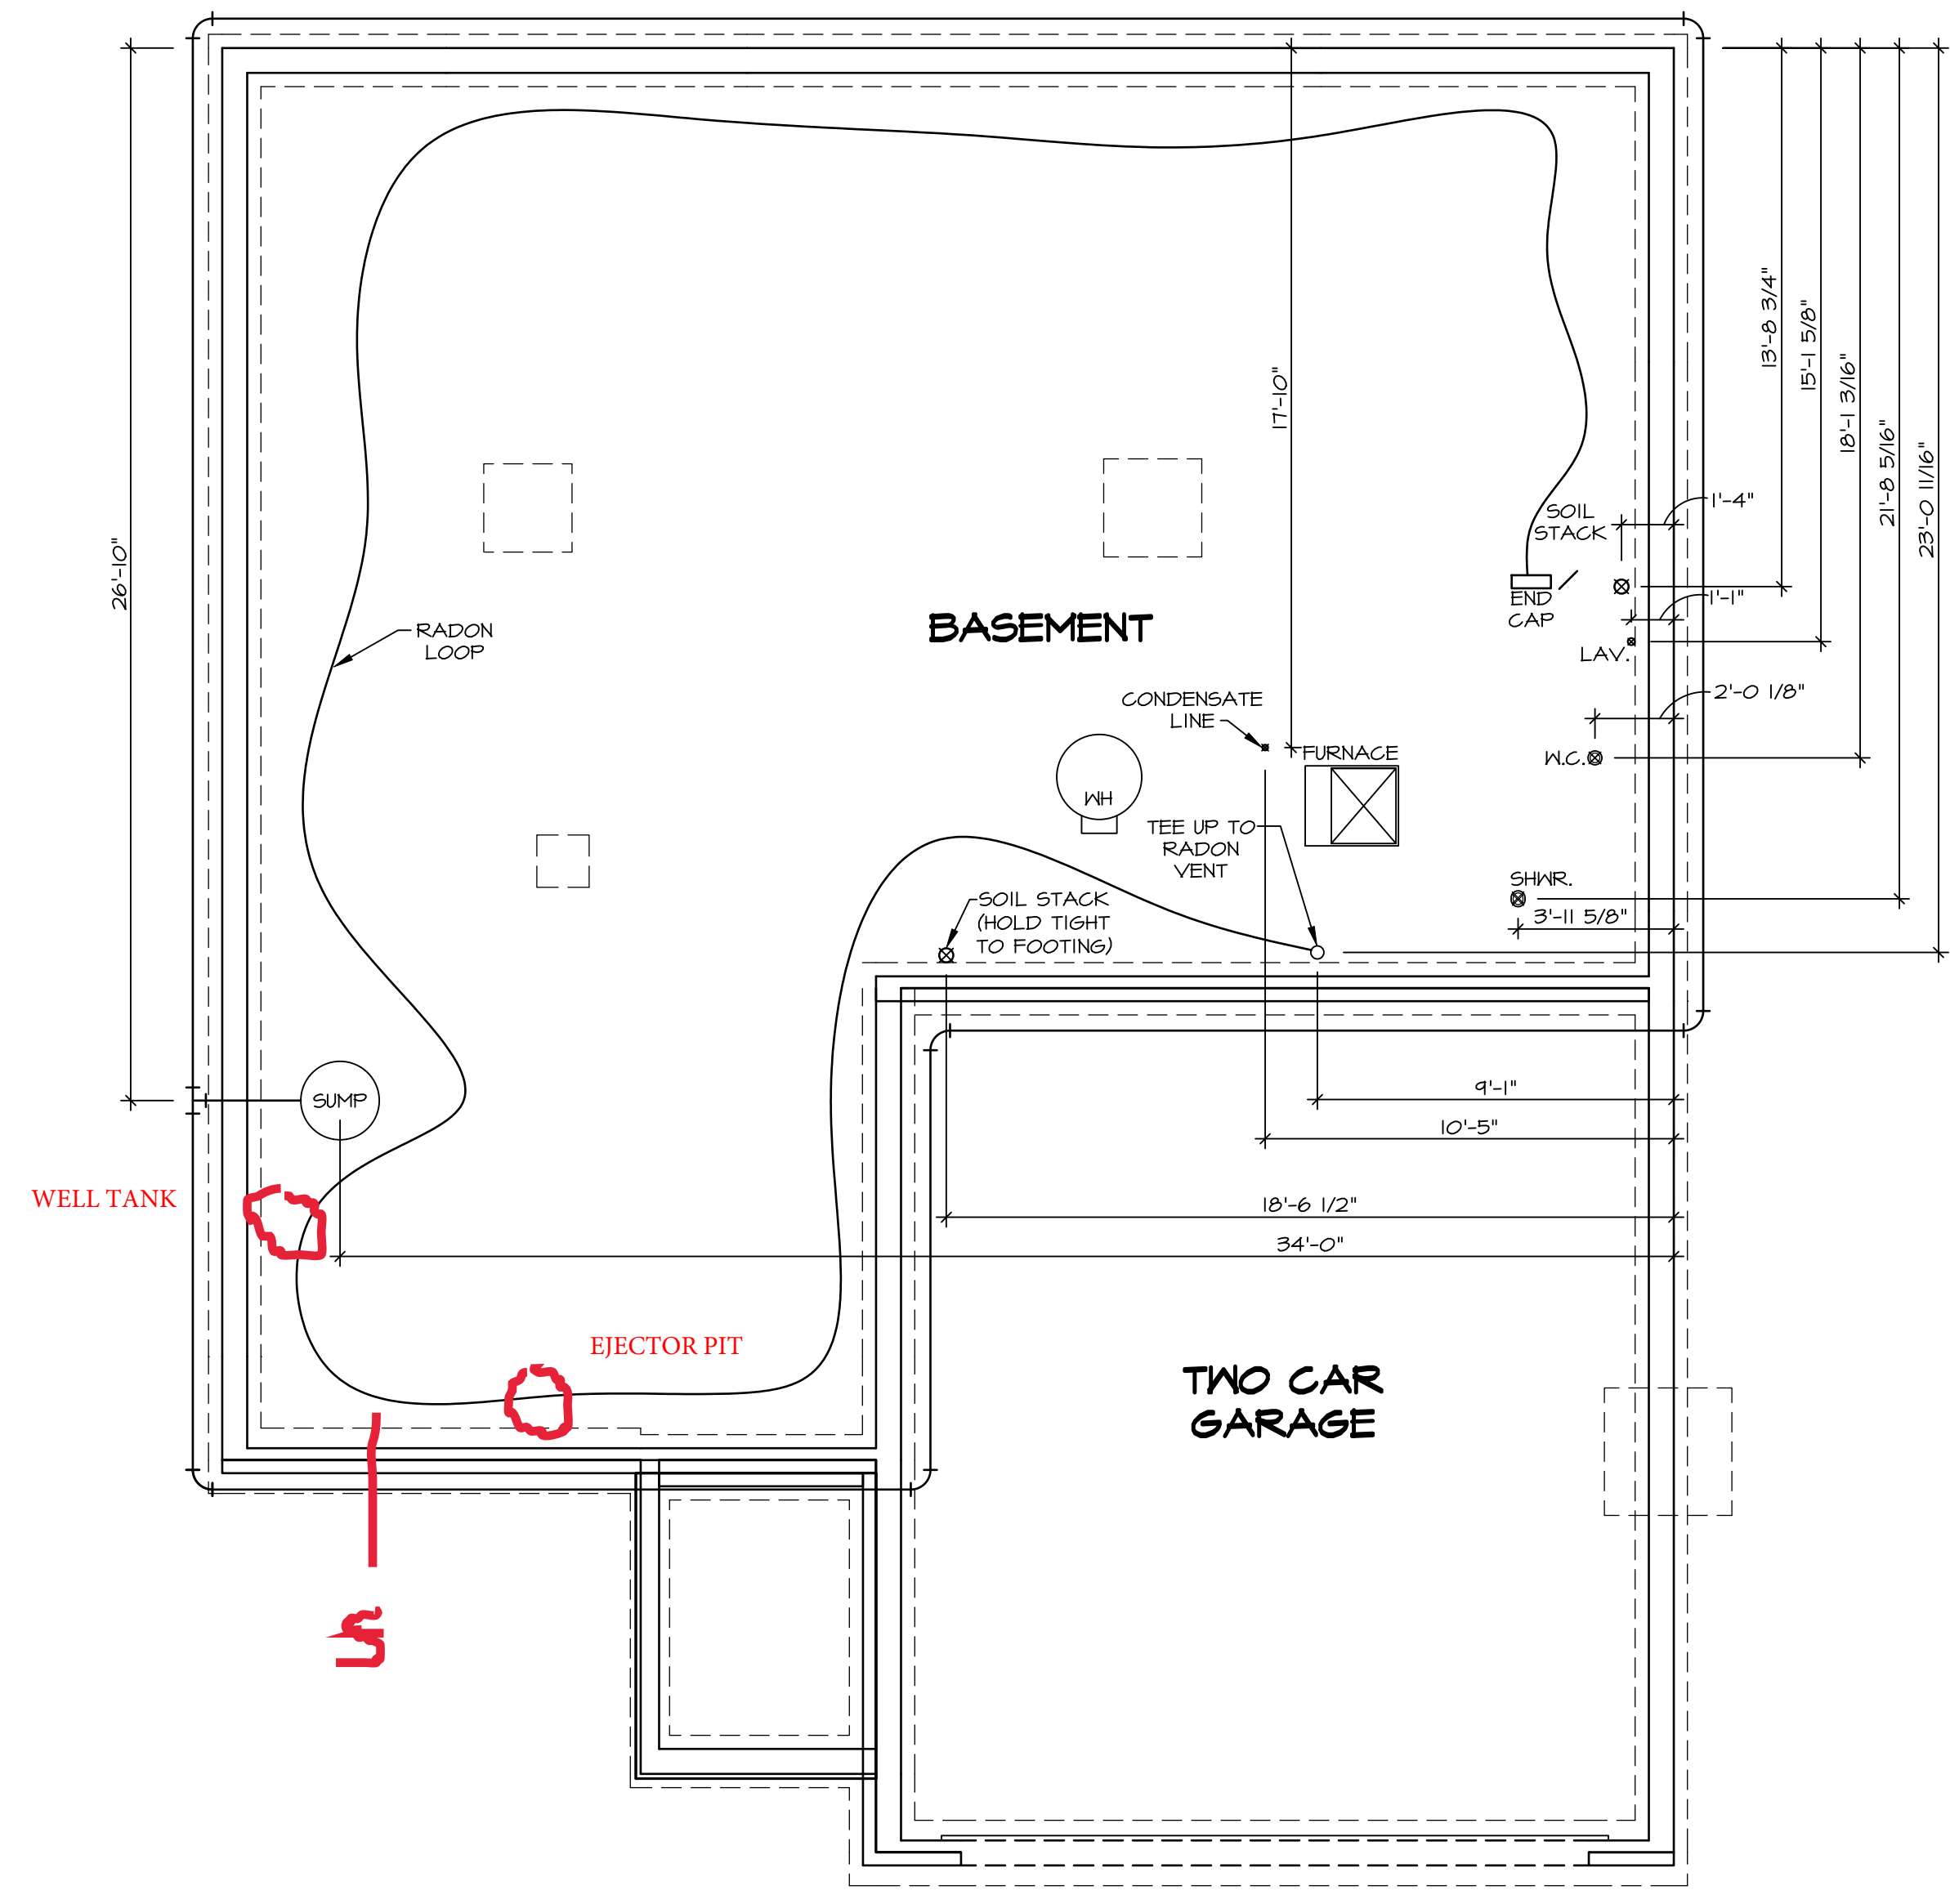 13'-8 3/4"
15'-1 5/8"
18'-1 3/16"
21'-8 5/16"
23'-0 11/16"
17'-10"
26'-10"
1'-4"
SOIL
STACK
END
CAP
1'-1"
LAV.
RADON
LOOP
BASEMENT
2'-0 1/8"
CONDENSATE
LINE
FURNACE
W.C.
WH
TEE UP TO
RADON
VENT
SHWR.
3'-11 5/8"
SOIL STACK
(HOLD TIGHT
TO FOOTING)
SUMP
9'-1"
10'-5"
WELL TANK
18'-6 1/2"
34'-0"
EJECTOR PIT
TWO CAR
GARAGE